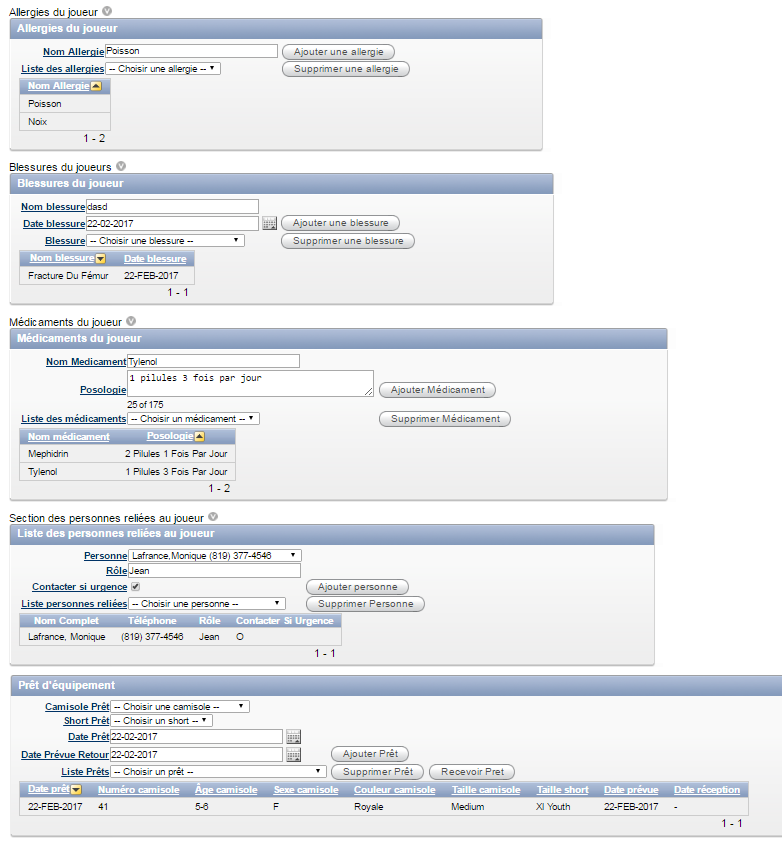 Allergies du joueur
Allergies du joueur
Nom Allergie Poisson Ajouter une allergie
Liste des allergies -- Choisir une allergie -- Supprimer une allergie
Nom Allergie
Poisson
Noix
1 - 2
Blessures du joueurs
Blessures du joueur
Nom blessure dasd
Date blessure 22-02-2017 Ajouter une blessure
Blessure -- Choisir une blessure -- Supprimer une blessure
Nom blessure Date blessure
Fracture Du Fémur 22-FEB-2017
1 - 1
Médicaments du joueur
Médicaments du joueur
Nom Medicament Tylenol
1 pilules 3 fois par jour
Posologie Ajouter Médicament
25 of 175
Liste des médicaments -- Choisir un médicament -- Supprimer Médicament
Nom médicament Posologie
Mephidrin 2 Pilules 1 Fois Par Jour
Tylenol 1 Pilules 3 Fois Par Jour
1 - 2
Section des personnes reliées au joueur
Liste des personnes reliées au joueur
Personne Lafrance,Monique (819) 377-4546
Rôle Jean
Contacter si urgence Ajouter personne
Liste personnes reliées -- Choisir une personne -- Supprimer Personne
Nom Complet Téléphone Rôle Contacter Si Urgence
Lafrance, Monique (819) 377-4546 Jean O
1 - 1
Prêt d'équipement
Camisole Prêt -- Choisir une camisole --
Short Prêt -- Choisir un short --
Date Prêt 22-02-2017
Date Prévue Retour 22-02-2017 Ajouter Prêt
Liste Prêts -- Choisir un prêt -- Supprimer Prêt Recevoir Pret
Date prêt Numéro camisole Âge camisole Sexe camisole Couleur camisole Taille camisole Taille short Date prévue Date réception
22-FEB-2017 41 5-6 F Royale Medium Xl Youth 22-FEB-2017 -
1 - 1